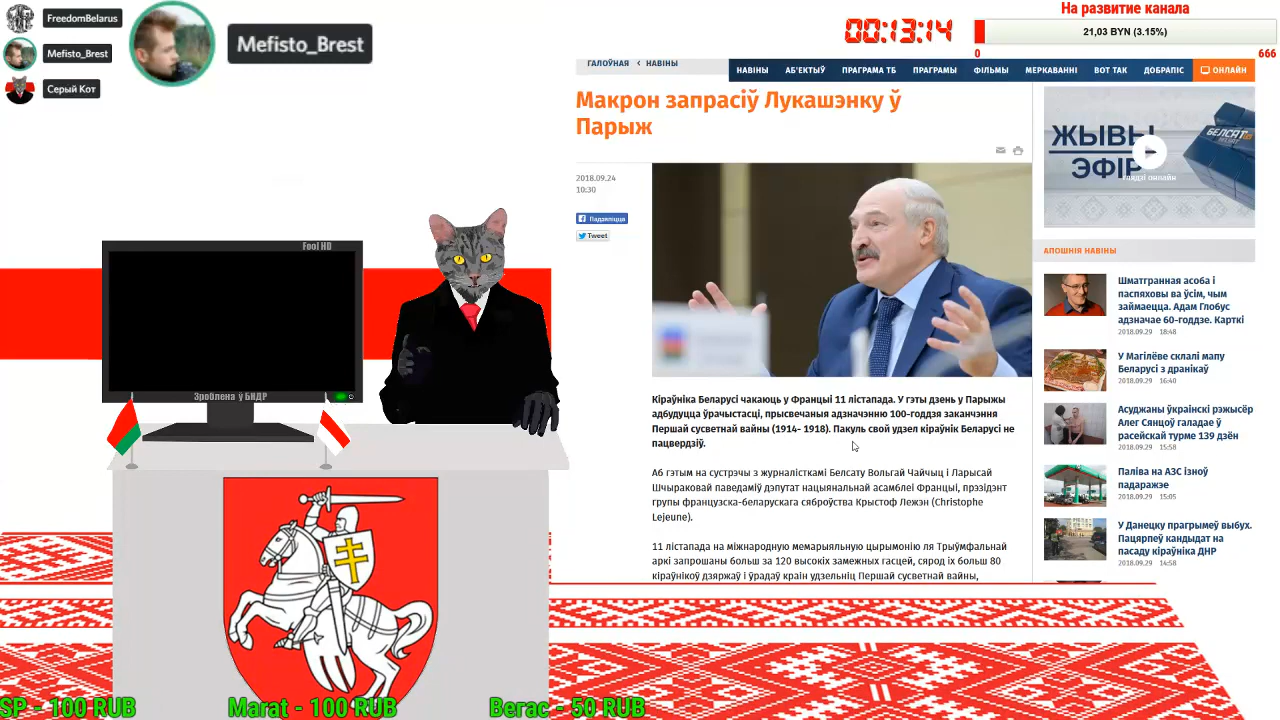 FreedomBelarus
Mefisto_Brest
Серый Кот
Mefisto_Brest
00:13:14
На развитие канала
21,03 BYN (3.15%)
0
666
ГАЛОЎНАЯ < НАВІНЫ
НАВІНЫ АБ'ЕКТЫЎ ПРАГРАМА ТБ ПРАГРАМЫ ФІЛЬМЫ МЕРКАВАННІ ВОТ ТАК ДОБРАПІС ОНЛАЙН
Макрон запрасіў Лукашэнку ў
Парыж
2018.09.24
10:30
Падзяліцца
Tweet
ЖЫВЫ
ЭФІР
БЕЛСАТ
АПОШНІЯ НАВІНЫ
Шматгранная асоба і
паспяховы ва ўсім, чым
займаецца. Адам Глобус
адзначае 60-годдзе. Карткі
2018.09.29 18:48
У Магілёве склалі мапу
Беларусі з дранікаў
2018.09.29 16:40
Асуджаны ўкраінскі рэжысёр
Алег Сянцоў галадае ў
расейскай турме 139 дзён
2018.09.29 15:58
Паліва на АЗС ізноў
падаражэе
2018.09.29 15:05
У Данецку прагрымеў выбух.
Пацярпеў кандыдат на
пасаду кіраўніка ДНР
2018.09.29 14:58
Кіраўніка Беларусі чакаюць у Францыі 11 лістапада. У гэты дзень у Парыжы
адбудуцца ўрачыстасці, прысвечаныя адзначэнню 100-годдзя заканчэння
Першай сусветнай вайны (1914- 1918). Пакуль свой удзел кіраўнік Беларусі не
пацвердзіў.
Аб гэтым на сустрэчы з журналісткамі Белсату Вольгай Чайчыц і Ларысай
Шчыраковай паведаміў дэпутат нацыянальнай асамблеі Францыі, прэзідэнт
групы французска-беларускага сяброўства Крыстоф Лежэн (Christophe
Lejeune).
11 лістапада на міжнародную мемарыяльную цырымонію ля Трыўмфальнай
аркі запрошаны больш за 120 высокіх замежных гасцей, сярод іх больш 80
кіраўнікоў дзяржаў і ўрадаў краін удзельніц Першай сусветнай вайны,
Fool HD
Зроблена ў БНДР
SP - 100 RUB Marat - 100 RUB Вегас - 50 RUB